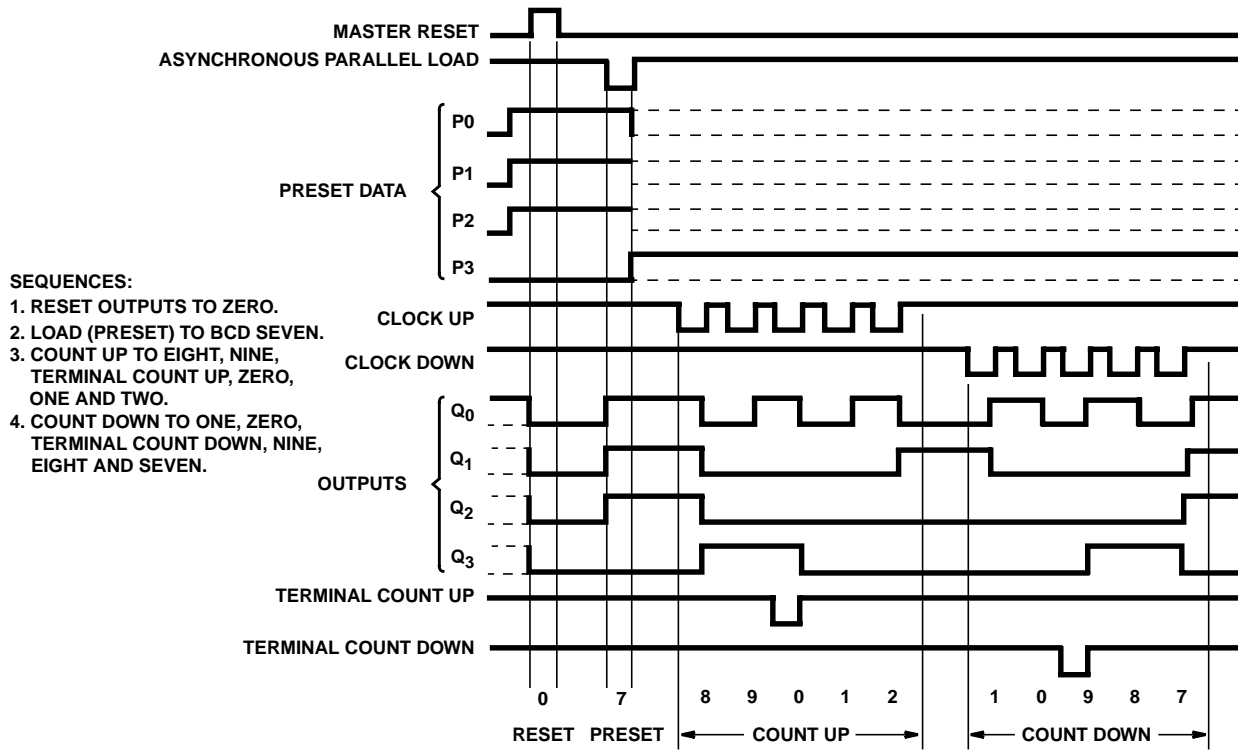 MASTER RESET
ASYNCHRONOUS PARALLEL LOAD
P0
P1
PRESET DATA
P2
P3
SEQUENCES:
1. RESET OUTPUTS TO ZERO.
2. LOAD (PRESET) TO BCD SEVEN.
3. COUNT UP TO EIGHT, NINE,
TERMINAL COUNT UP, ZERO,
ONE AND TWO.
4. COUNT DOWN TO ONE, ZERO,
TERMINAL COUNT DOWN, NINE,
EIGHT AND SEVEN.
CLOCK UP
CLOCK DOWN
Q0
Q1
OUTPUTS
Q2
Q3
TERMINAL COUNT UP
TERMINAL COUNT DOWN
0 7 8 9 0 1 2 1 0 9 8 7
RESET PRESET COUNT UP COUNT DOWN